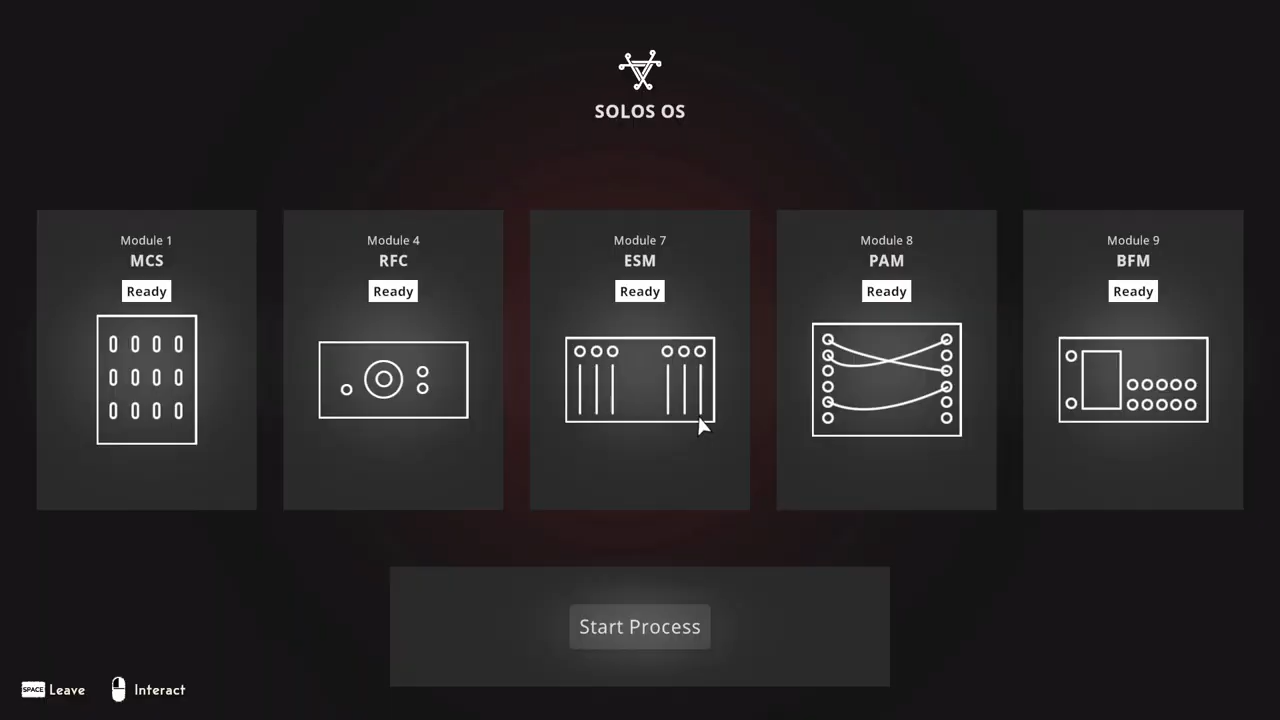 SOLOS OS
Module 1
MCS
Ready
Module 4
RFC
Ready
Module 7
ESM
Ready
Module 8
PAM
Ready
Module 9
BFM
Ready
Start Process
SPACE Leave
Interact